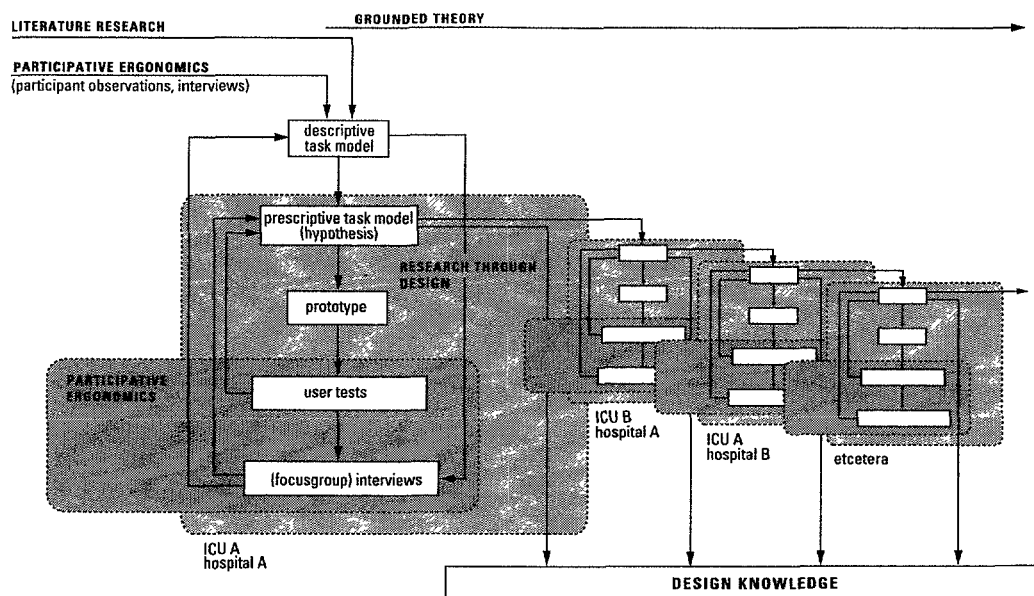 GROUNDED THEORY
LITERATURE RESEARCH
PARTICIPATIVE ERGONOMICS
(participant observations, interviews)
descriptive
task model
prescriptive task model
(hypothesis)
RESEARCH THROUGH
DESIGN
prototype
PARTICIPATIVE
ERGONOMICS
user tests
(focusgroup) interviews
ICU A
hospital A
ICU B
hospital A
ICU A
hospital B
etcetera
DESIGN KNOWLEDGE